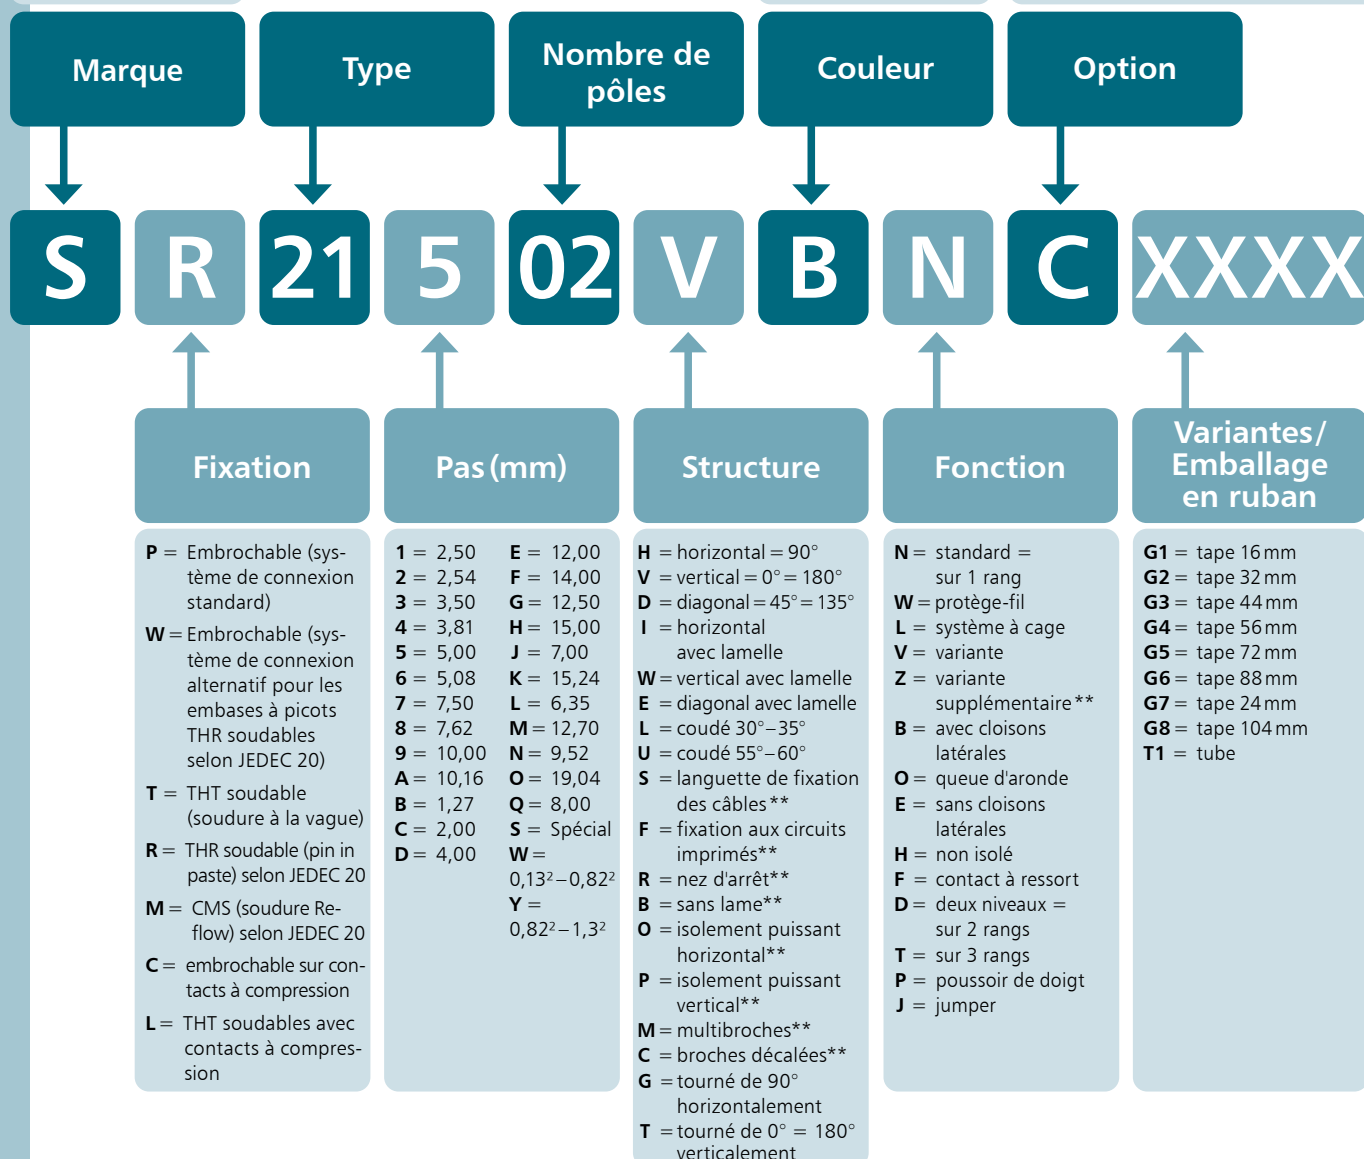 Marque
Type
Nombre de
pôles
Couleur
Option
S R 21 5 02 V B N C XXXX
Fixation
P = Embrochable (sys-
tème de connexion
standard)
W = Embrochable (sys-
tème de connexion
alternatif pour les
embases à picots
THR soudables
selon JEDEC 20)
T = THT soudable
(soudure à la vague)
R = THR soudable (pin in
paste) selon JEDEC 20
M = CMS (soudure Re-
flow) selon JEDEC 20
C = embrochable sur con-
tacts à compression
L = THT soudables avec
contacts à compres-
sion
Pas (mm)
1 = 2,50
2 = 2,54
3 = 3,50
4 = 3,81
5 = 5,00
6 = 5,08
7 = 7,50
8 = 7,62
9 = 10,00
A = 10,16
B = 1,27
C = 2,00
D = 4,00
E = 12,00
F = 14,00
G = 12,50
H = 15,00
J = 7,00
K = 15,24
L = 6,35
M = 12,70
N = 9,52
O = 19,04
Q = 8,00
S = Spécial
W =
0,13² – 0,82²
Y =
0,82² – 1,3²
Structure
H = horizontal = 90°
V = vertical = 0° = 180°
D = diagonal = 45° = 135°
I = horizontal
avec lamelle
W = vertical avec lamelle
E = diagonal avec lamelle
L = coudé 30°–35°
U = coudé 55°–60°
S = languette de fixation
des câbles**
F = fixation aux circuits
imprimés**
R = nez d'arrêt**
B = sans lame**
O = isolement puissant
horizontal**
P = isolement puissant
vertical**
M = multibroches**
C = broches décalées**
G = tourné de 90°
horizontalement
T = tourné de 0° = 180°
verticalement
Fonction
N = standard =
sur 1 rang
W = protège-fil
L = système à cage
V = variante
Z = variante
supplémentaire**
B = avec cloisons
latérales
O = queue d'aronde
E = sans cloisons
latérales
H = non isolé
F = contact à ressort
D = deux niveaux =
sur 2 rangs
T = sur 3 rangs
P = poussoir de doigt
J = jumper
Variantes/
Emballage
en ruban
G1 = tape 16 mm
G2 = tape 32 mm
G3 = tape 44 mm
G4 = tape 56 mm
G5 = tape 72 mm
G6 = tape 88 mm
G7 = tape 24 mm
G8 = tape 104 mm
T1 = tube